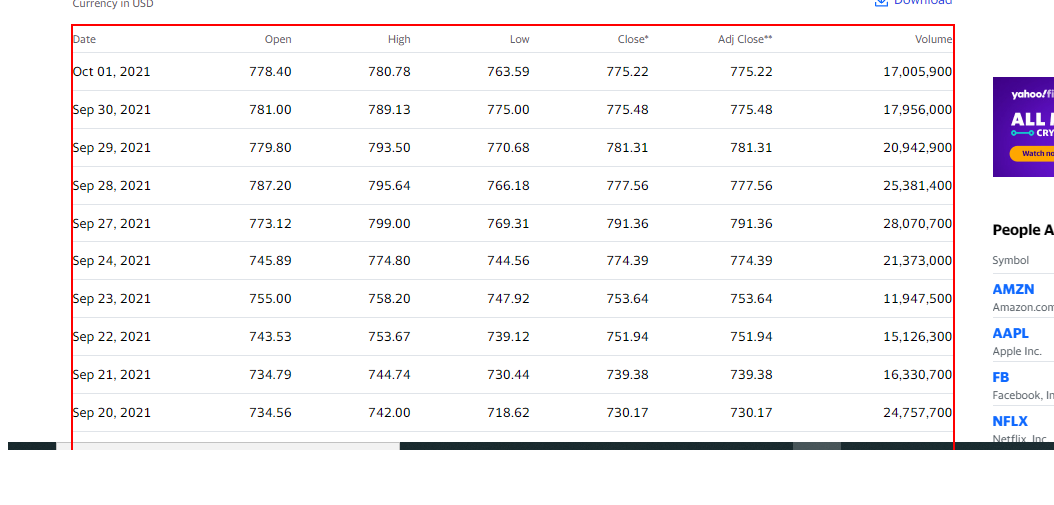 Currency in USD
Download
Date Open High Low Close* Adj Close** Volume
Oct 01, 2021 778.40 780.78 763.59 775.22 775.22 17,005,900
Sep 30, 2021 781.00 789.13 775.00 775.48 775.48 17,956,000
Sep 29, 2021 779.80 793.50 770.68 781.31 781.31 20,942,900
Sep 28, 2021 787.20 795.64 766.18 777.56 777.56 25,381,400
Sep 27, 2021 773.12 799.00 769.31 791.36 791.36 28,070,700
Sep 24, 2021 745.89 774.80 744.56 774.39 774.39 21,373,000
Sep 23, 2021 755.00 758.20 747.92 753.64 753.64 11,947,500
Sep 22, 2021 743.53 753.67 739.12 751.94 751.94 15,126,300
Sep 21, 2021 734.79 744.74 730.44 739.38 739.38 16,330,700
Sep 20, 2021 734.56 742.00 718.62 730.17 730.17 24,757,700
yahoo!fi
ALL
CRY
Watch no
People A
Symbol
AMZN
Amazon.com
AAPL
Apple Inc.
FB
Facebook, In
NFLX
Netflix, Inc.